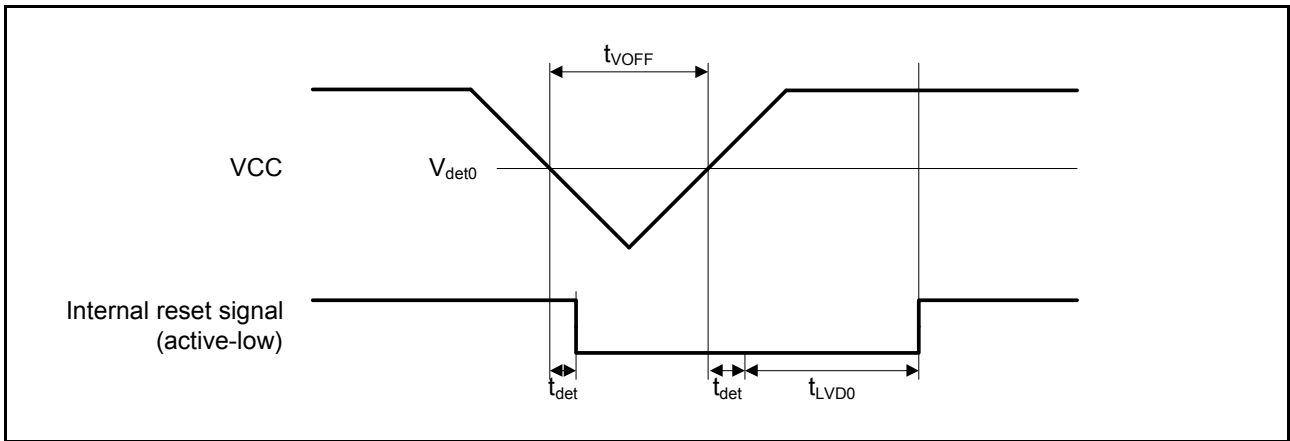 tVOFF
VCC
Vdet0
Internal reset signal
(active-low)
tdet
tdet
tLVD0